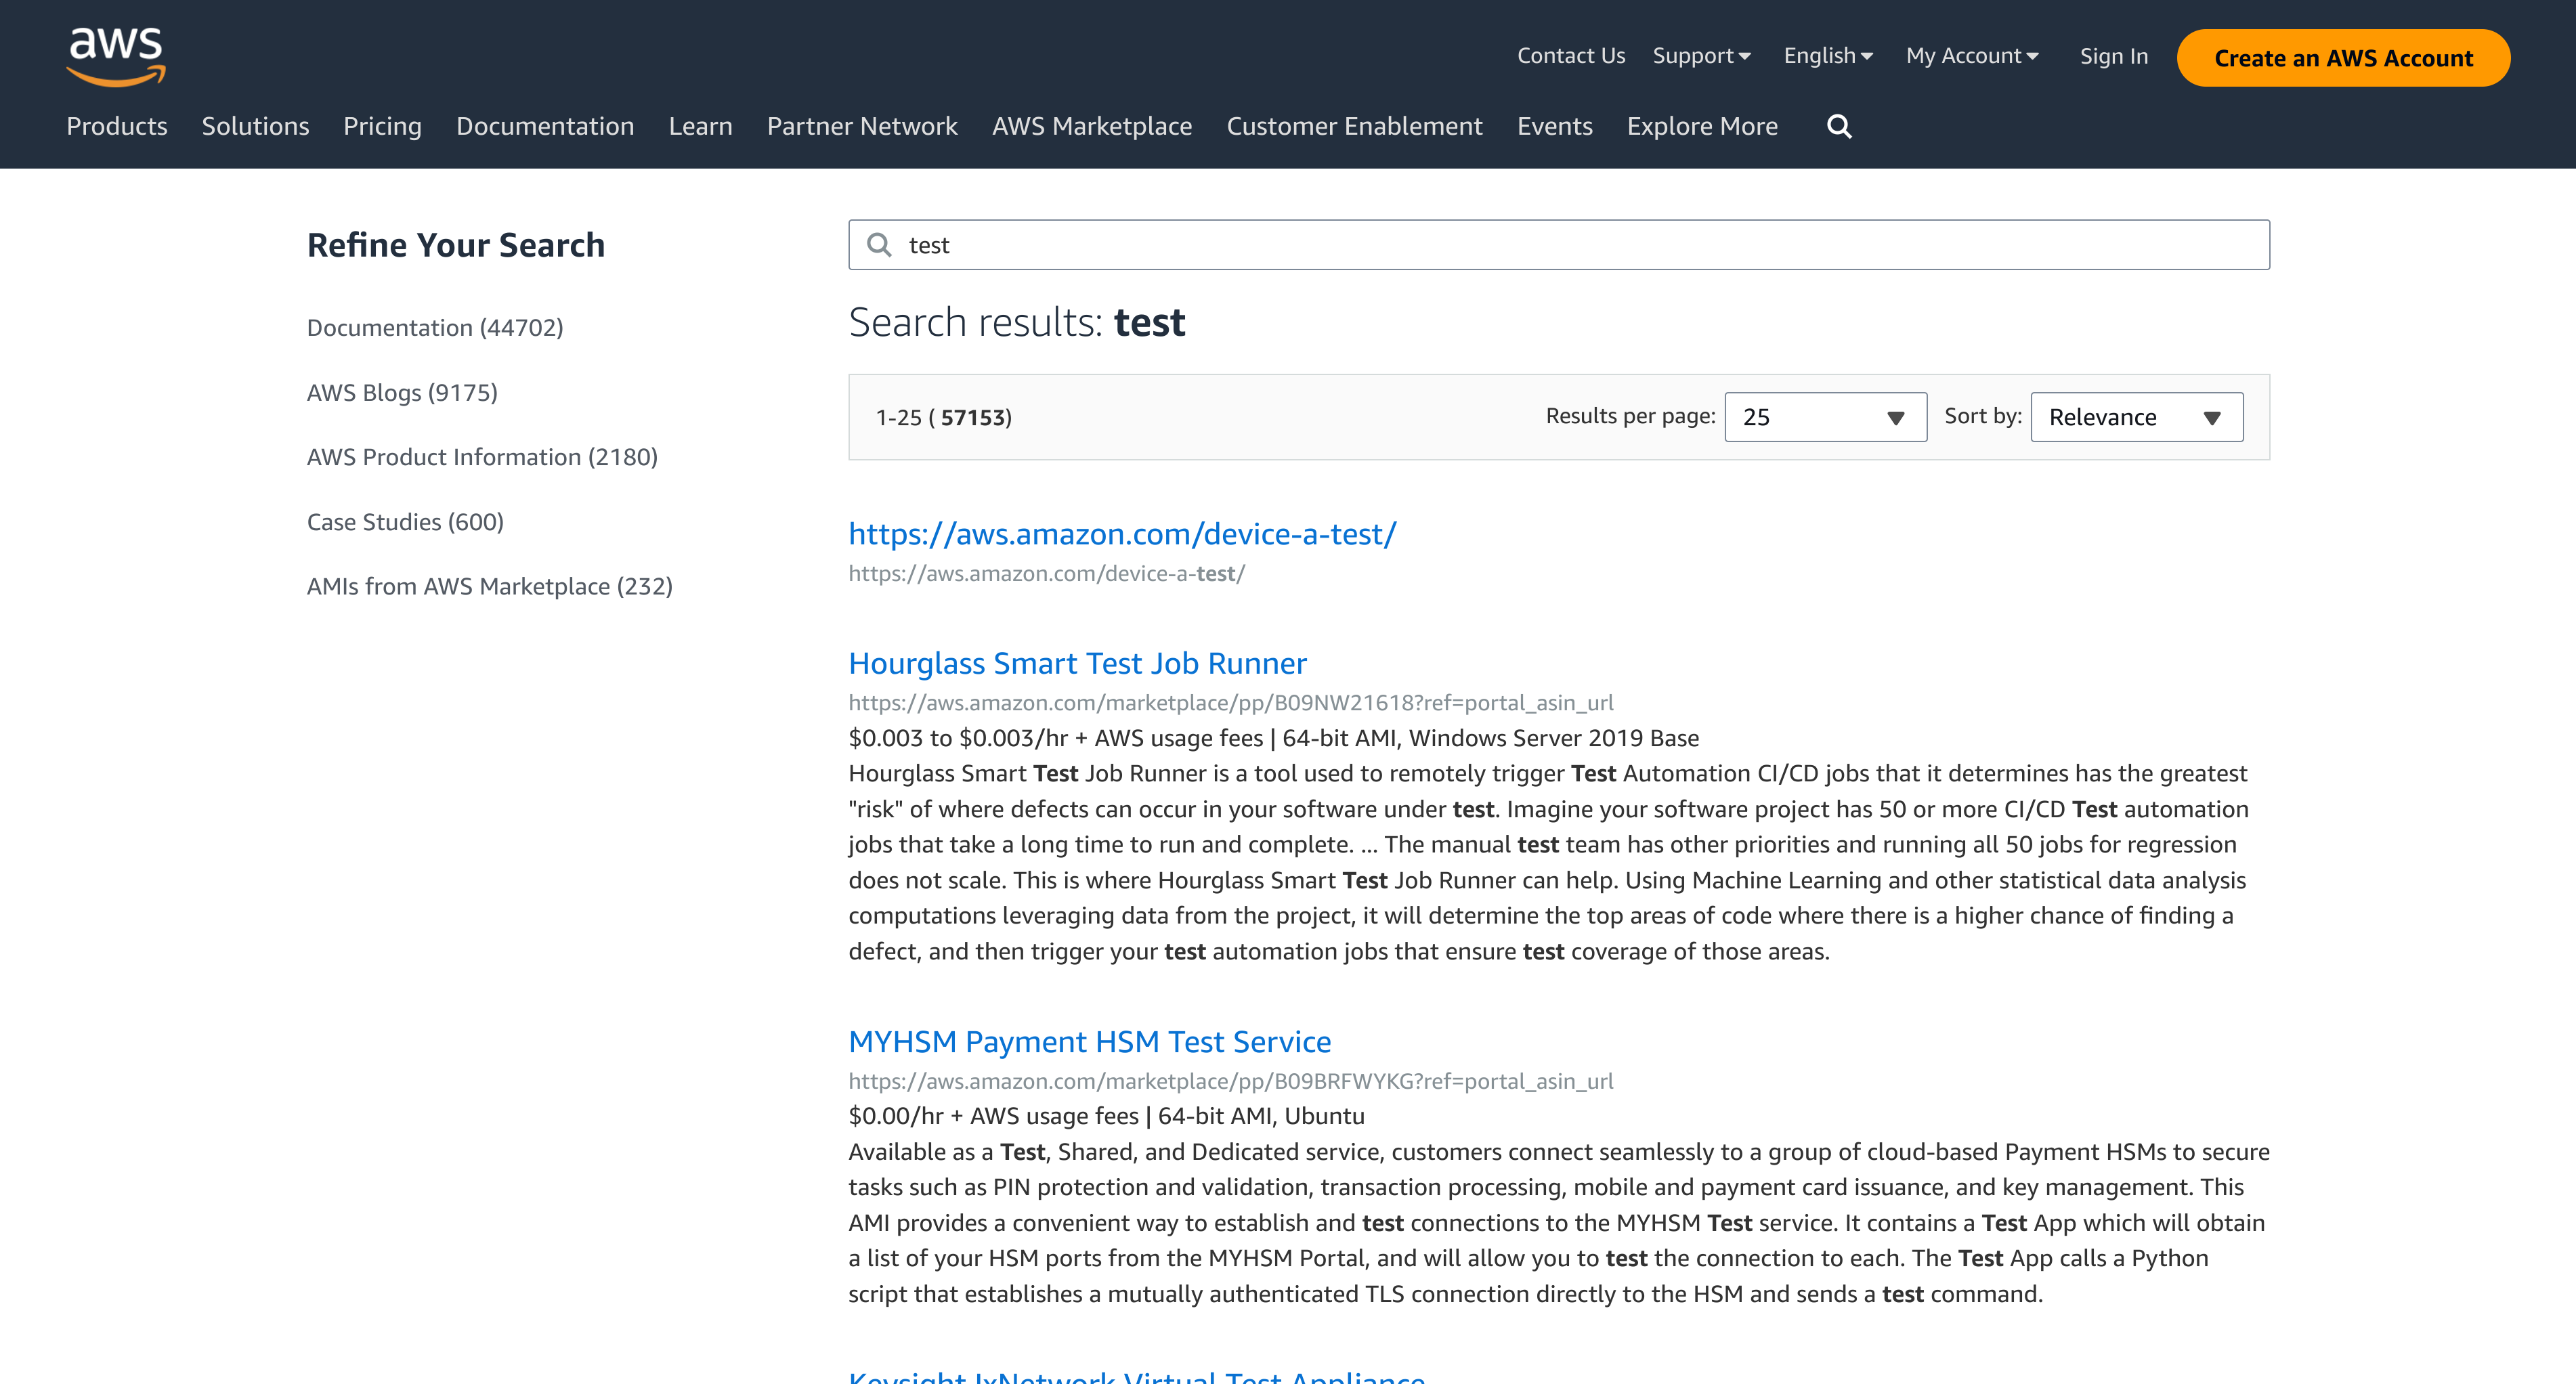 aws
Contact Us Support English My Account Sign In Create an AWS Account
Products Solutions Pricing Documentation Learn Partner Network AWS Marketplace Customer Enablement Events Explore More
Refine Your Search
Documentation (44702)
AWS Blogs (9175)
AWS Product Information (2180)
Case Studies (600)
AMIs from AWS Marketplace (232)
test
Search results: test
1-25 ( 57153)
Results per page: 25 Sort by: Relevance
https://aws.amazon.com/device-a-test/
https://aws.amazon.com/device-a-test/
Hourglass Smart Test Job Runner
https://aws.amazon.com/marketplace/pp/B09NW21618?ref=portal_asin_url
$0.003 to $0.003/hr + AWS usage fees | 64-bit AMI, Windows Server 2019 Base
Hourglass Smart Test Job Runner is a tool used to remotely trigger Test Automation CI/CD jobs that it determines has the greatest
"risk" of where defects can occur in your software under test. Imagine your software project has 50 or more CI/CD Test automation
jobs that take a long time to run and complete. ... The manual test team has other priorities and running all 50 jobs for regression
does not scale. This is where Hourglass Smart Test Job Runner can help. Using Machine Learning and other statistical data analysis
computations leveraging data from the project, it will determine the top areas of code where there is a higher chance of finding a
defect, and then trigger your test automation jobs that ensure test coverage of those areas.
MYHSM Payment HSM Test Service
https://aws.amazon.com/marketplace/pp/B09BRFWYKG?ref=portal_asin_url
$0.00/hr + AWS usage fees | 64-bit AMI, Ubuntu
Available as a Test, Shared, and Dedicated service, customers connect seamlessly to a group of cloud-based Payment HSMs to secure
tasks such as PIN protection and validation, transaction processing, mobile and payment card issuance, and key management. This
AMI provides a convenient way to establish and test connections to the MYHSM Test service. It contains a Test App which will obtain
a list of your HSM ports from the MYHSM Portal, and will allow you to test the connection to each. The Test App calls a Python
script that establishes a mutually authenticated TLS connection directly to the HSM and sends a test command.
Keysight IxNetwork Virtual Test Appliance